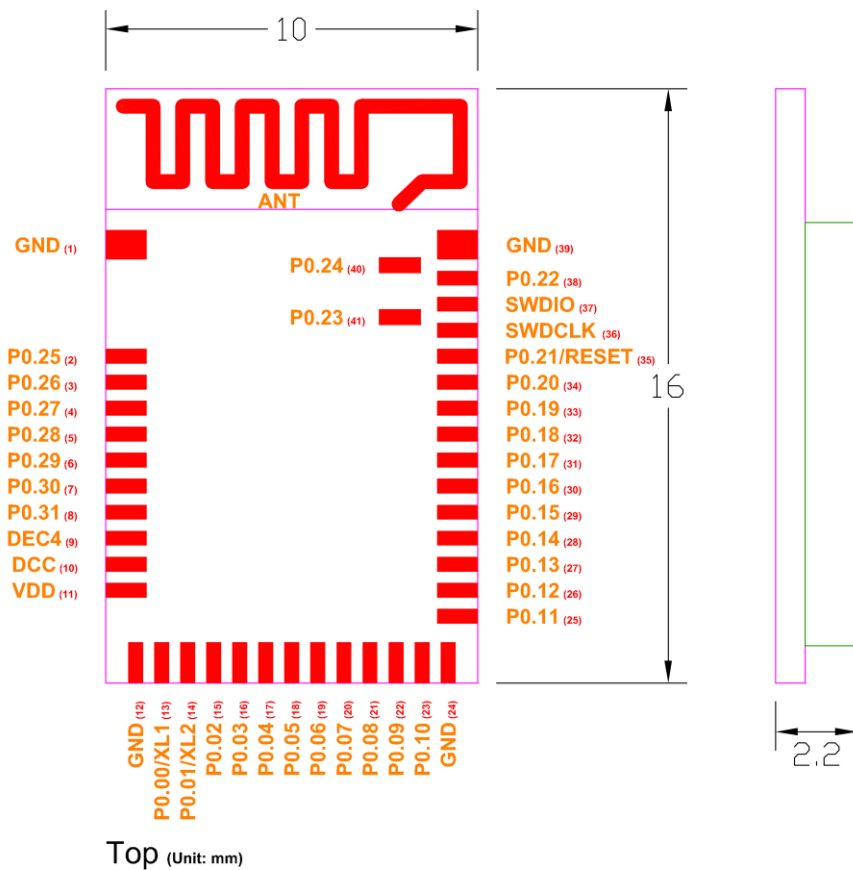 10
ANT
GND (1)
P0.25 (2)
P0.26 (3)
P0.27 (4)
P0.28 (5)
P0.29 (6)
P0.30 (7)
P0.31 (8)
DEC4 (9)
DCC (10)
VDD (11)
P0.24 (40)
P0.23 (41)
GND (39)
P0.22 (38)
SWDIO (37)
SWDCLK (36)
P0.21/RESET (35)
P0.20 (34)
P0.19 (33)
P0.18 (32)
P0.17 (31)
P0.16 (30)
P0.15 (29)
P0.14 (28)
P0.13 (27)
P0.12 (26)
P0.11 (25)
16
GND (12)
P0.00/XL1 (13)
P0.01/XL2 (14)
P0.02 (15)
P0.03 (16)
P0.04 (17)
P0.05 (18)
P0.06 (19)
P0.07 (20)
P0.08 (21)
P0.09 (22)
P0.10 (23)
GND (24)
2.2
Top (Unit: mm)